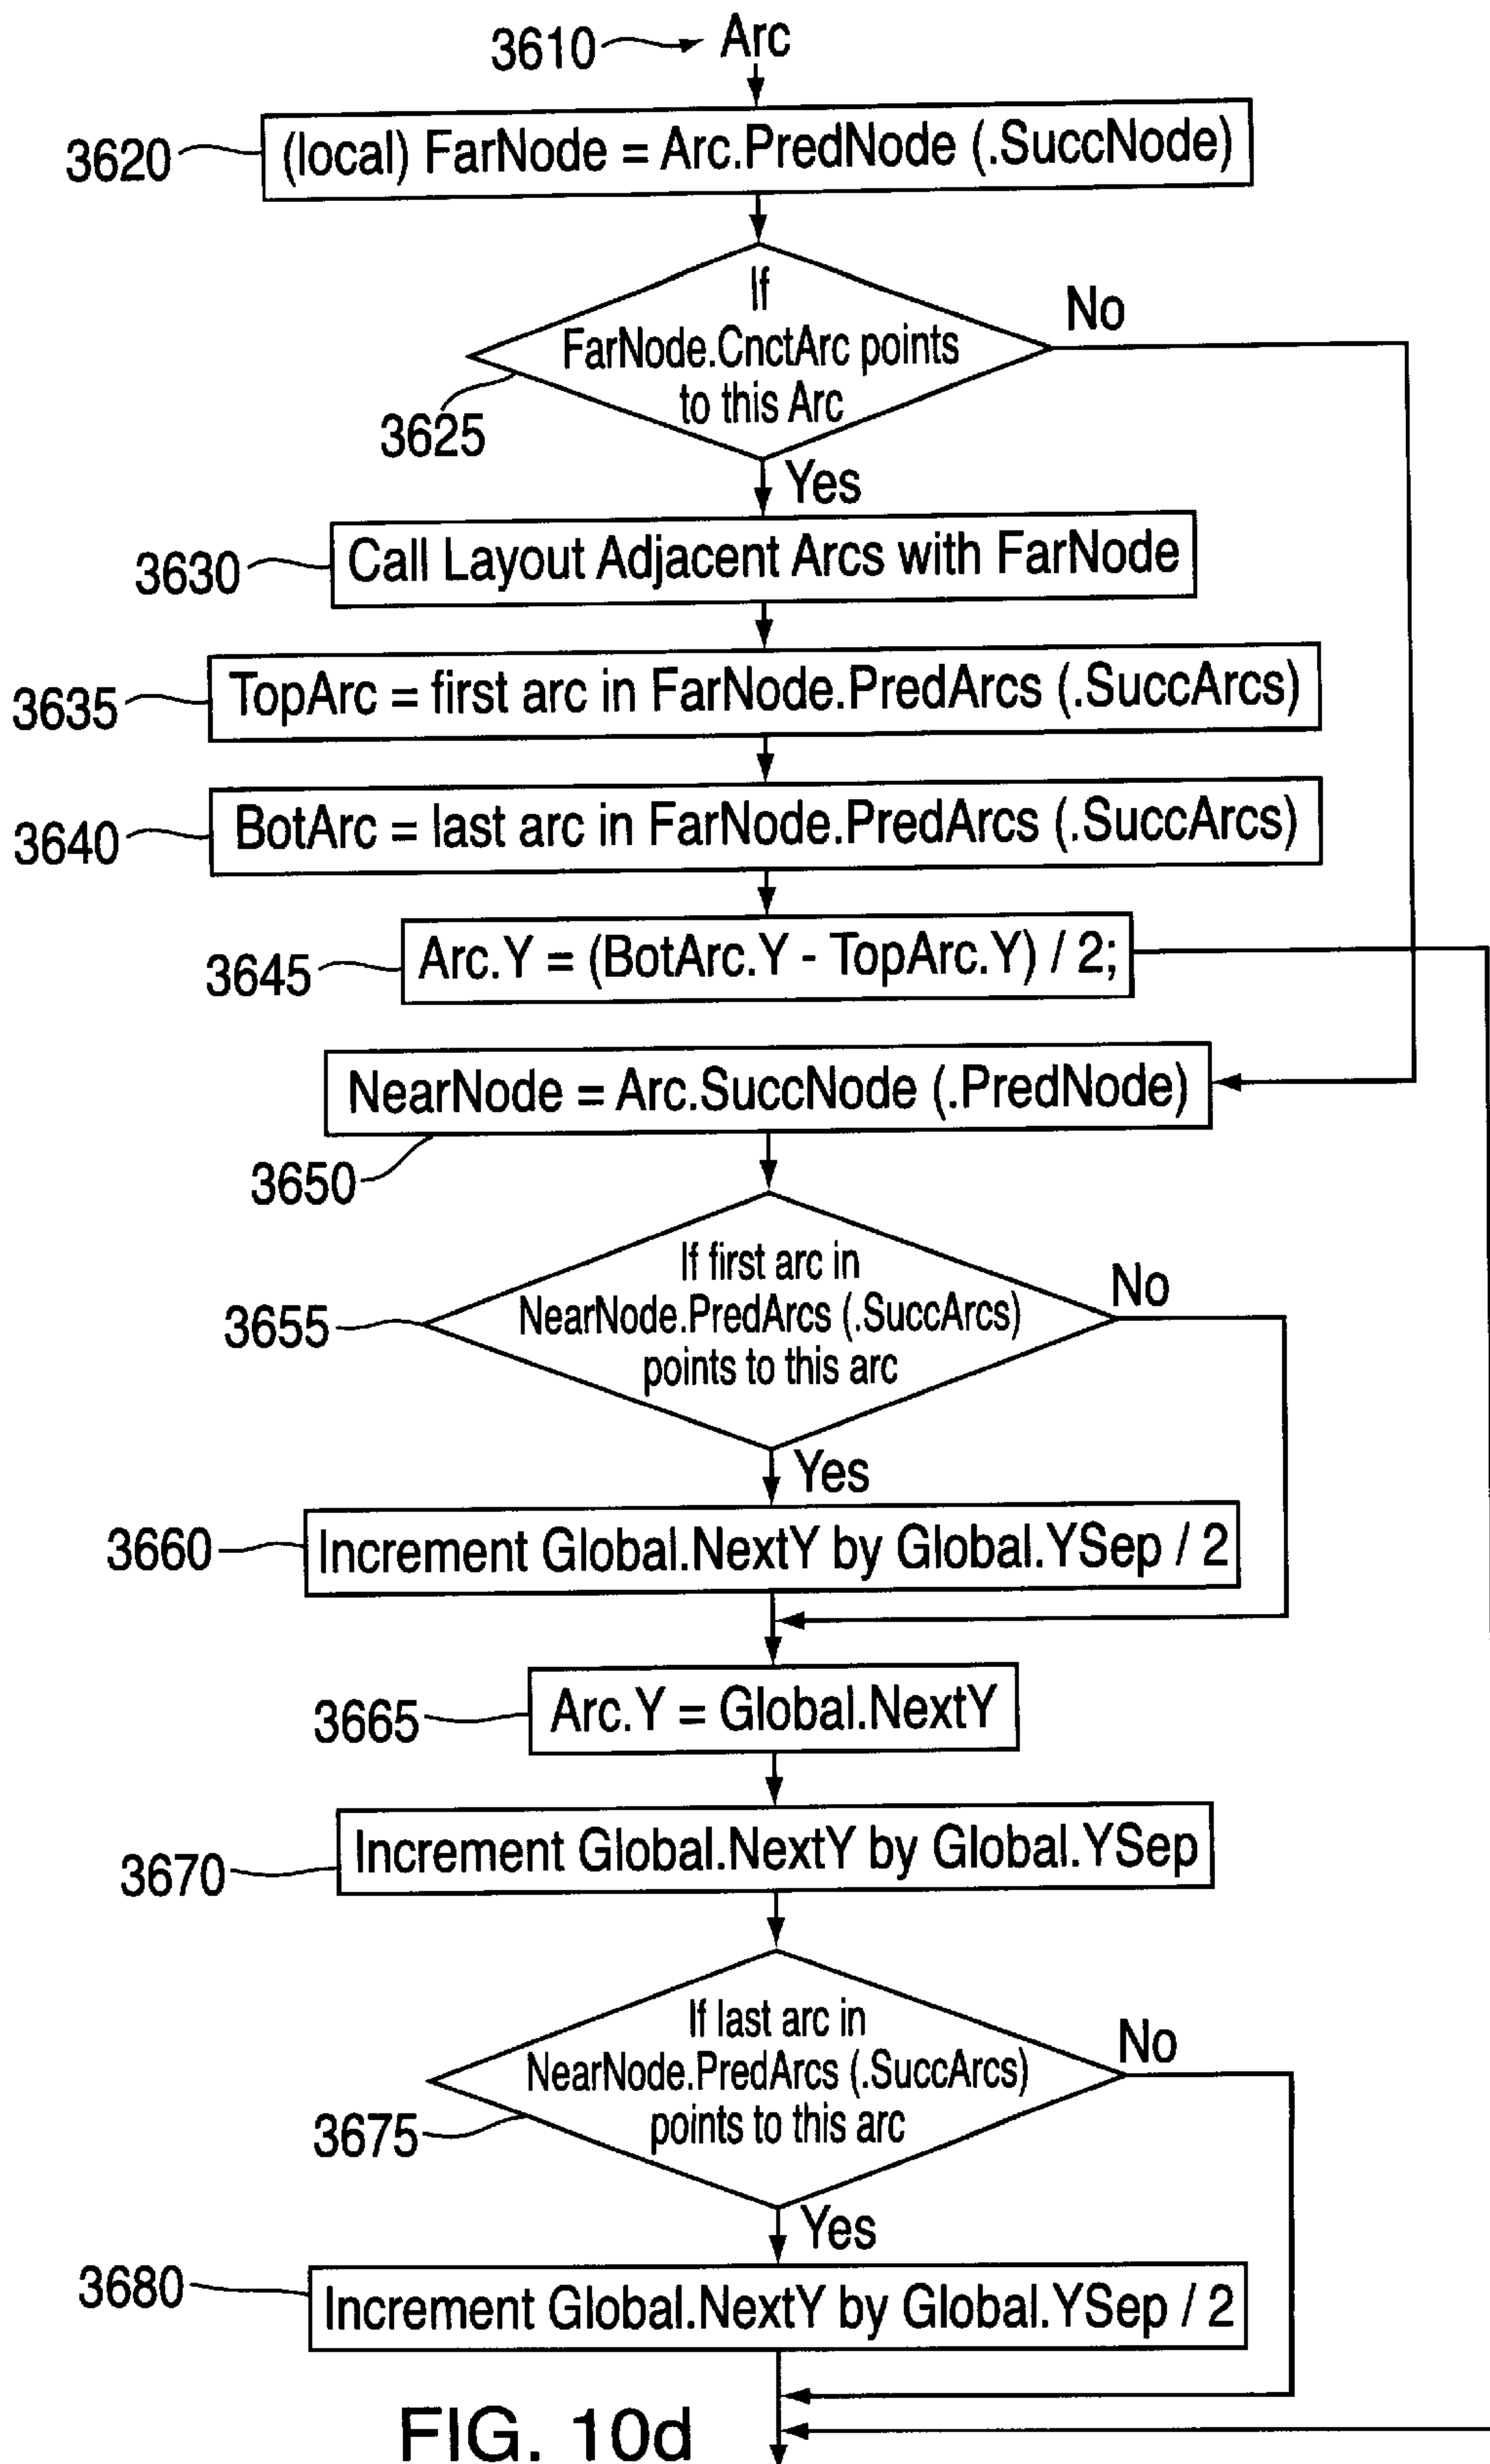 3610 Arc
3620 (local) FarNode = Arc.PredNode (.SuccNode)
If
FarNode.CnctArc points
to this Arc
No
3625
Yes
3630 Call Layout Adjacent Arcs with FarNode
3635 TopArc = first arc in FarNode.PredArcs (.SuccArcs)
3640 BotArc = last arc in FarNode.PredArcs (.SuccArcs)
3645 Arc.Y = (BotArc.Y - TopArc.Y) / 2;
NearNode = Arc.SuccNode (.PredNode)
3650
If first arc in
NearNode.PredArcs (.SuccArcs)
points to this arc
No
3655
Yes
3660 Increment Global.NextY by Global.YSep / 2
3665 Arc.Y = Global.NextY
3670 Increment Global.NextY by Global.YSep
If last arc in
NearNode.PredArcs (.SuccArcs)
points to this arc
No
3675
Yes
3680 Increment Global.NextY by Global.YSep / 2
FIG. 10d